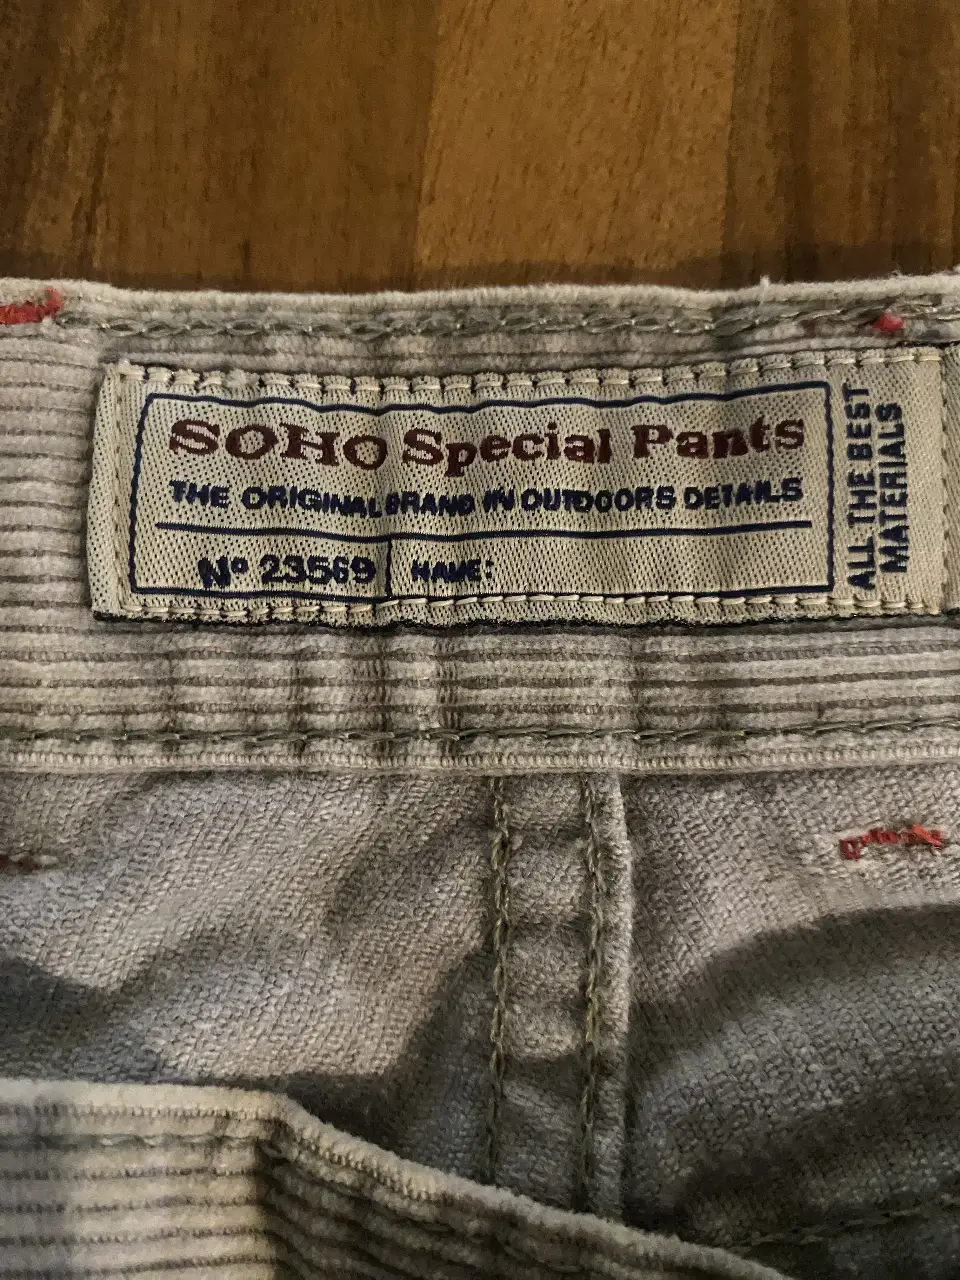 SOHO Special Pants
THE ORIGINAL BRAND IN OUTDOORS DETAILS
Nº 23569 NAME:
ALL THE BEST
MATERIALS